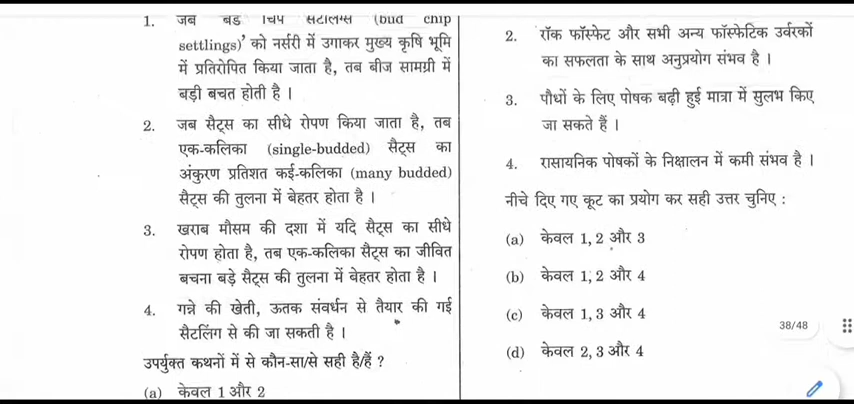 1. जब बड चिप सेटलिंग्स (bud chip
settlings)’ को नर्सरी में उगाकर मुख्य कृषि भूमि
में प्रतिरोपित किया जाता है, तब बीज सामग्री में
बड़ी बचत होती है ।
2. जब सैट्स का सीधे रोपण किया जाता है, तब
एक-कलिका (single-budded) सैट्स का
अंकुरण प्रतिशत कई-कलिका (many budded)
सैट्स की तुलना में बेहतर होता है ।
3. खराब मौसम की दशा में यदि सैट्स का सीधे
रोपण होता है, तब एक-कलिका सैट्स का जीवित
बचना बड़े सैट्स की तुलना में बेहतर होता है ।
4. गन्ने की खेती, ऊतक संवर्धन से तैयार की गई
सैटलिंग से की जा सकती है ।
उपर्युक्त कथनों में से कौन-सा/से सही है/हैं ?
(a) केवल 1 और 2
2. रॉक फॉस्फेट और सभी अन्य फॉस्फेटिक उर्वरकों
का सफलता के साथ अनुप्रयोग संभव है ।
3. पौधों के लिए पोषक बढ़ी हुई मात्रा में सुलभ किए
जा सकते हैं ।
4. रासायनिक पोषकों के निक्षालन में कमी संभव है ।
नीचे दिए गए कूट का प्रयोग कर सही उत्तर चुनिए :
(a) केवल 1, 2 और 3
(b) केवल 1, 2 और 4
(c) केवल 1, 3 और 4
(d) केवल 2, 3 और 4
38/48